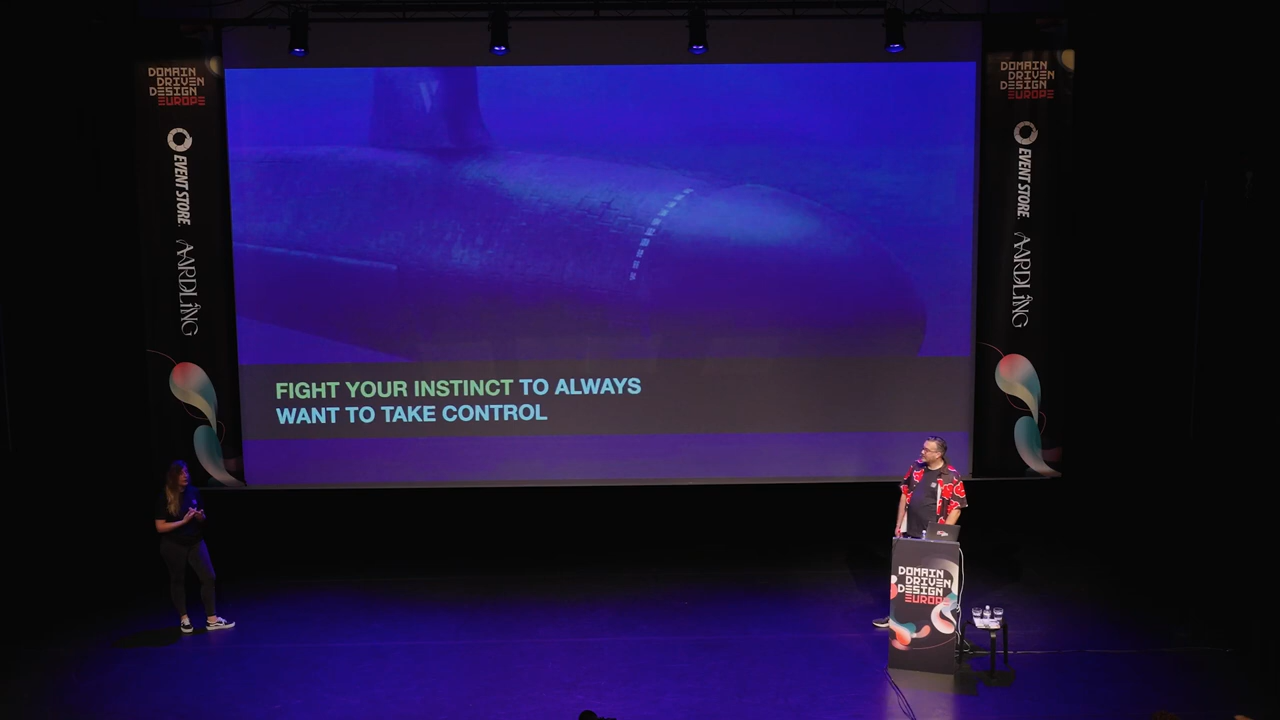 DOMAIN
DRIVEN
DESIGN
EUROPE
EVENT STORE
AARDLING
FIGHT YOUR INSTINCT TO ALWAYS
WANT TO TAKE CONTROL
DOMAIN
DRIVEN
DESIGN
EUROPE
EVENT STORE
AARDLING
DOMAIN
DRIVEN
DESIGN
EUROPE